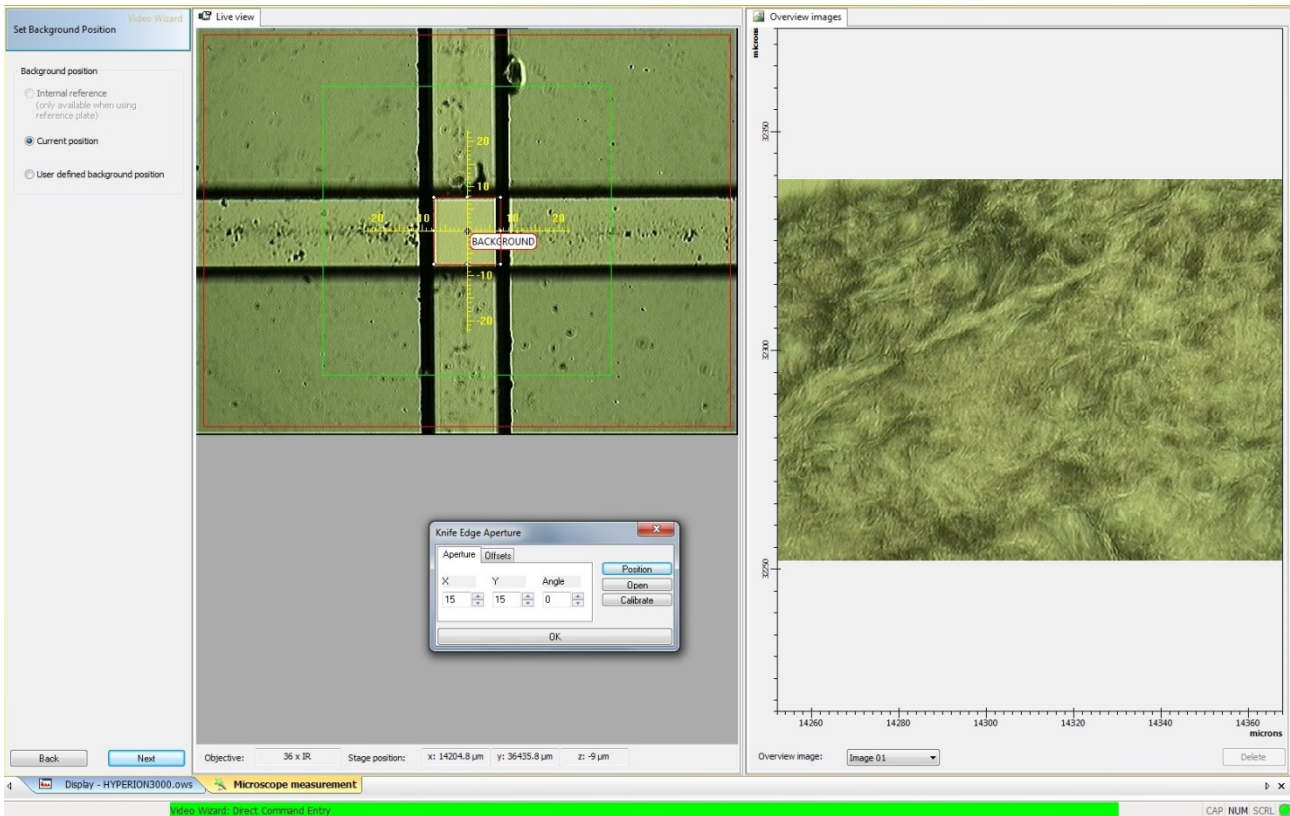 Video Wizard
Set Background Position
Background position
Internal reference
(only available when using
reference plate)
Current position
User defined background position
Back
Next
Live view
20
10
-20
10
10
20
BACKGROUND
-10
-20
Knife Edge Aperture
Aperture
Offsets
X
Y
Angle
15
15
0
Position
Open
Calibrate
OK
Objective:
36 x IR
Stage position:
x: 14204.8 µm
y: 36435.8 µm
z: -9 µm
Overview images
microns
32350
32300
32250
14260
14280
14300
14320
14340
14360
microns
Overview image:
Image 01
Delete
Display - HYPERION3000.ows
Microscope measurement
Video Wizard: Direct Command Entry
CAP NUM SCRL